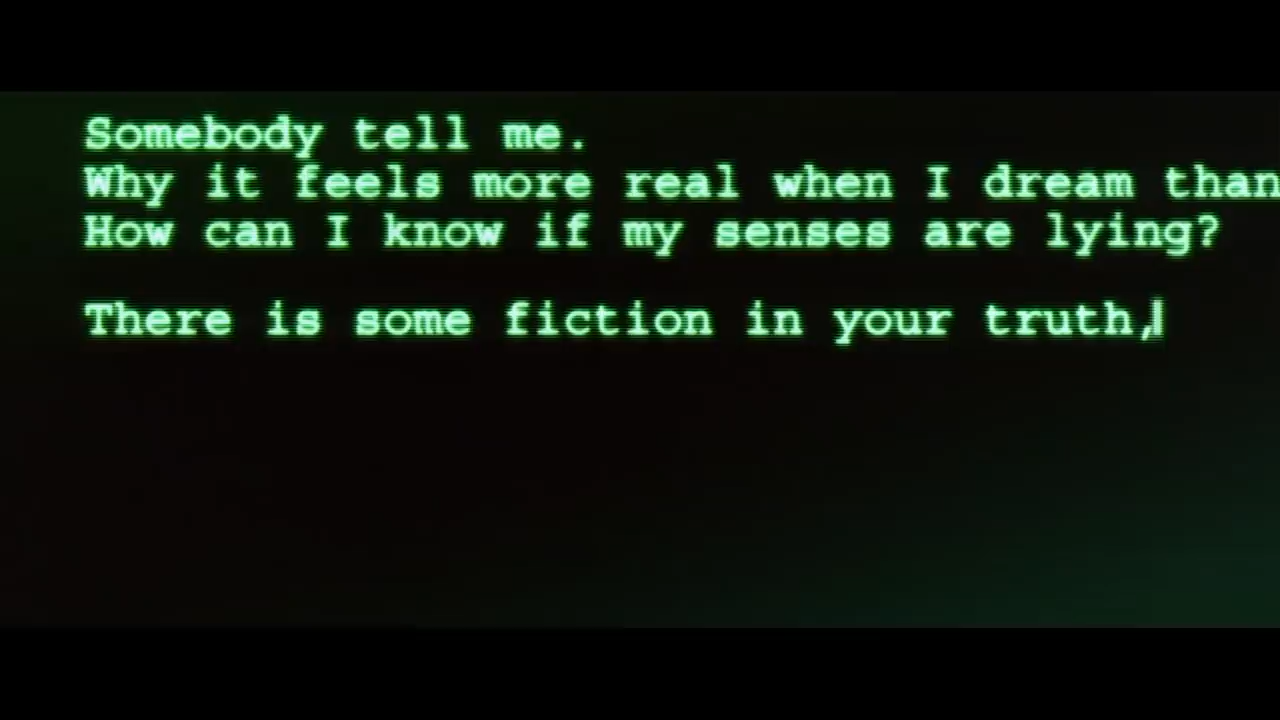 Somebody tell me.
Why it feels more real when I dream than
How can I know if my senses are lying?
There is some fiction in your truth,